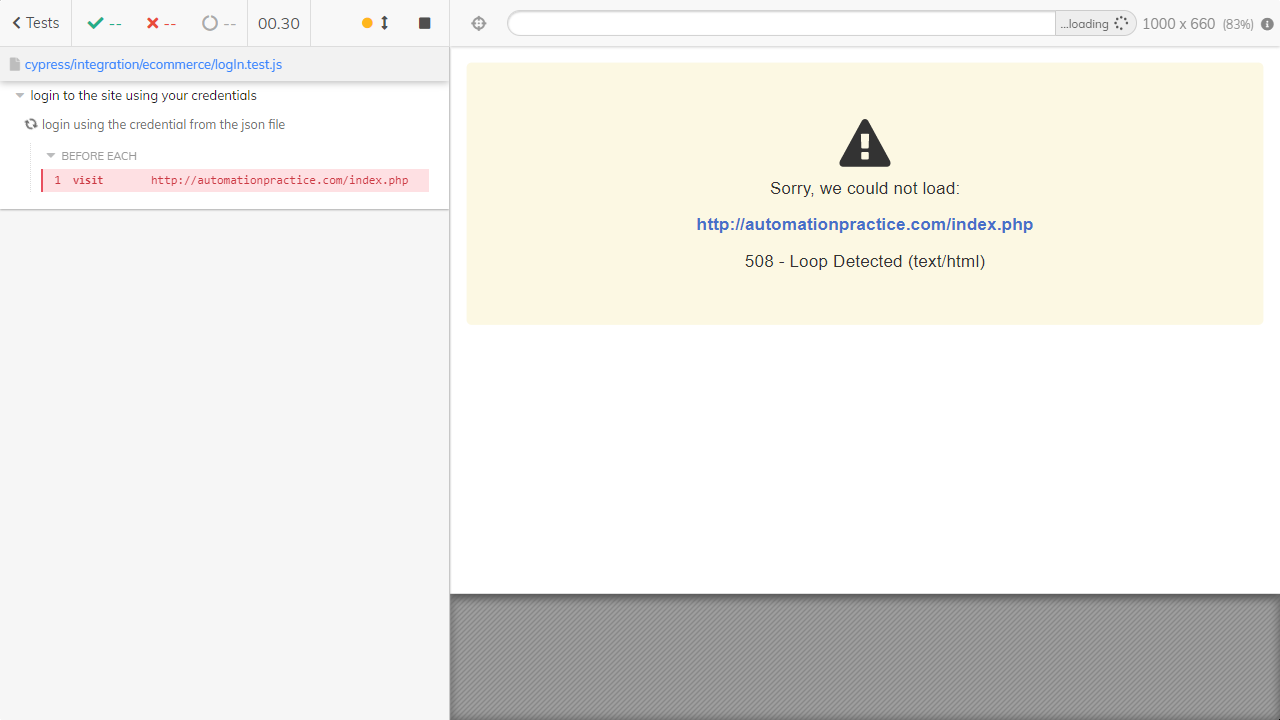 Tests -- -- -- 00.30
...loading 1000 x 660 (83%)
cypress/integration/ecommerce/logIn.test.js
login to the site using your credentials
login using the credential from the json file
BEFORE EACH
1 visit http://automationpractice.com/index.php
Sorry, we could not load:
http://automationpractice.com/index.php
508 - Loop Detected (text/html)